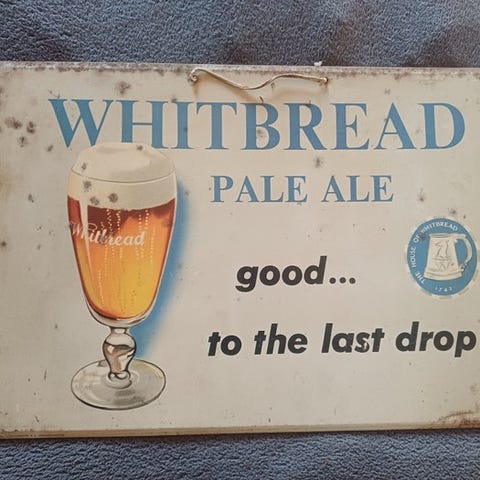 WHITBREAD
PALE ALE
Whitbread
THE HOUSE OF WHITBREAD
1742
good...
to the last drop